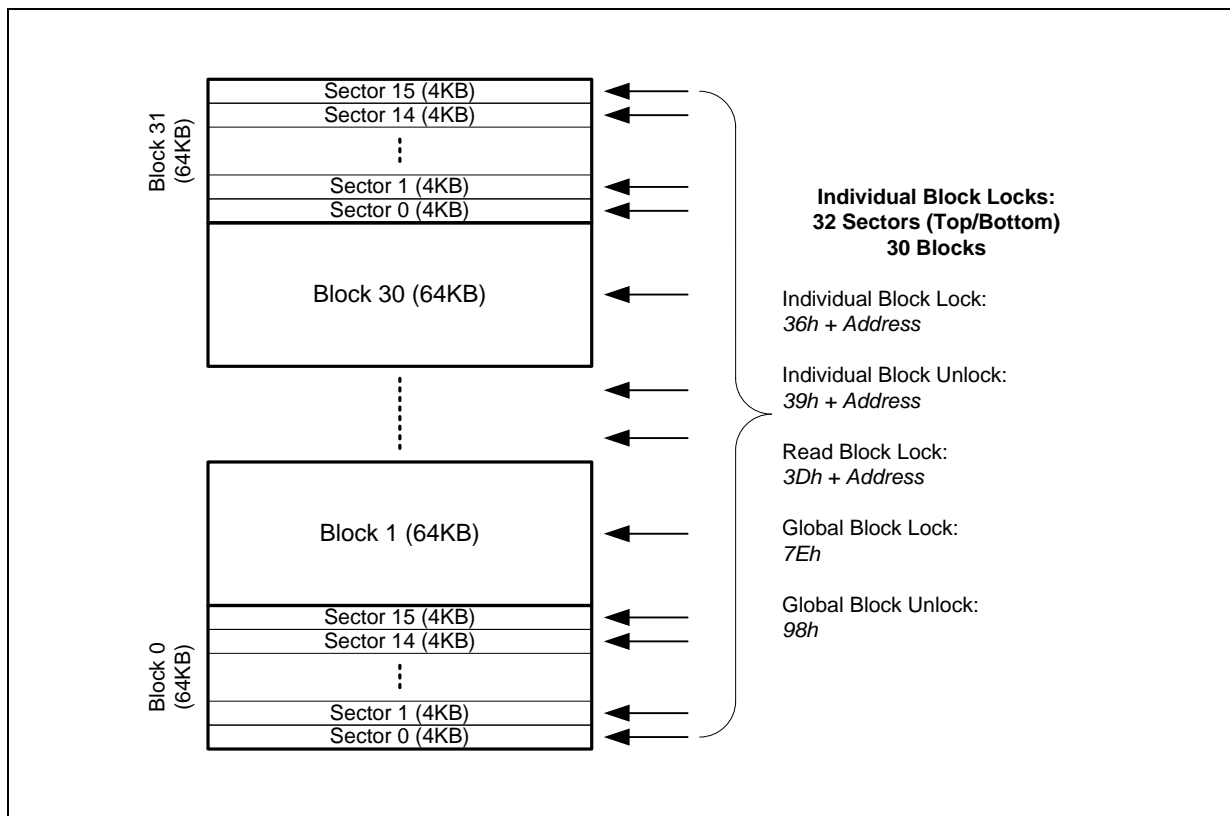 Block 31
(64KB)
Sector 15 (4KB)
Sector 14 (4KB)
Sector 1 (4KB)
Sector 0 (4KB)
Block 30 (64KB)
Block 1 (64KB)
Block 0
(64KB)
Sector 15 (4KB)
Sector 14 (4KB)
Sector 1 (4KB)
Sector 0 (4KB)
Individual Block Locks:
32 Sectors (Top/Bottom)
30 Blocks
Individual Block Lock:
36h + Address
Individual Block Unlock:
39h + Address
Read Block Lock:
3Dh + Address
Global Block Lock:
7Eh
Global Block Unlock:
98h